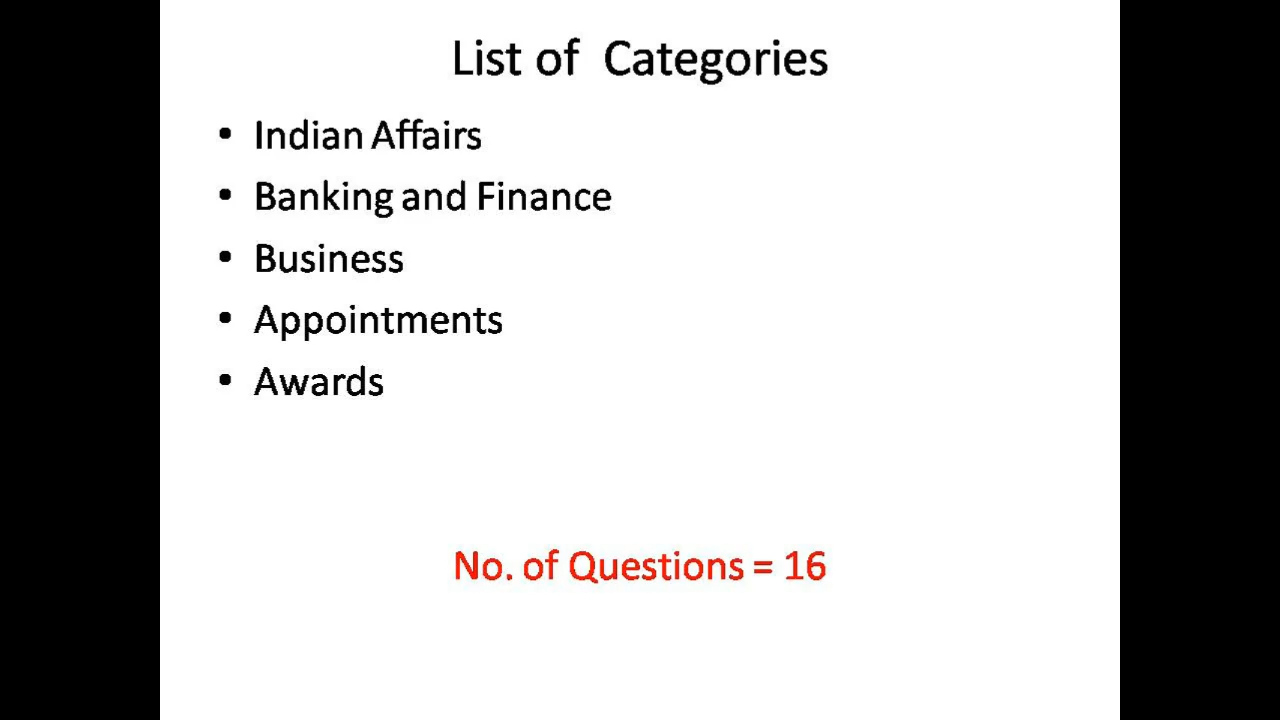 List of  Categories
• Indian Affairs
• Banking and Finance
• Business
• Appointments
• Awards
No. of Questions = 16